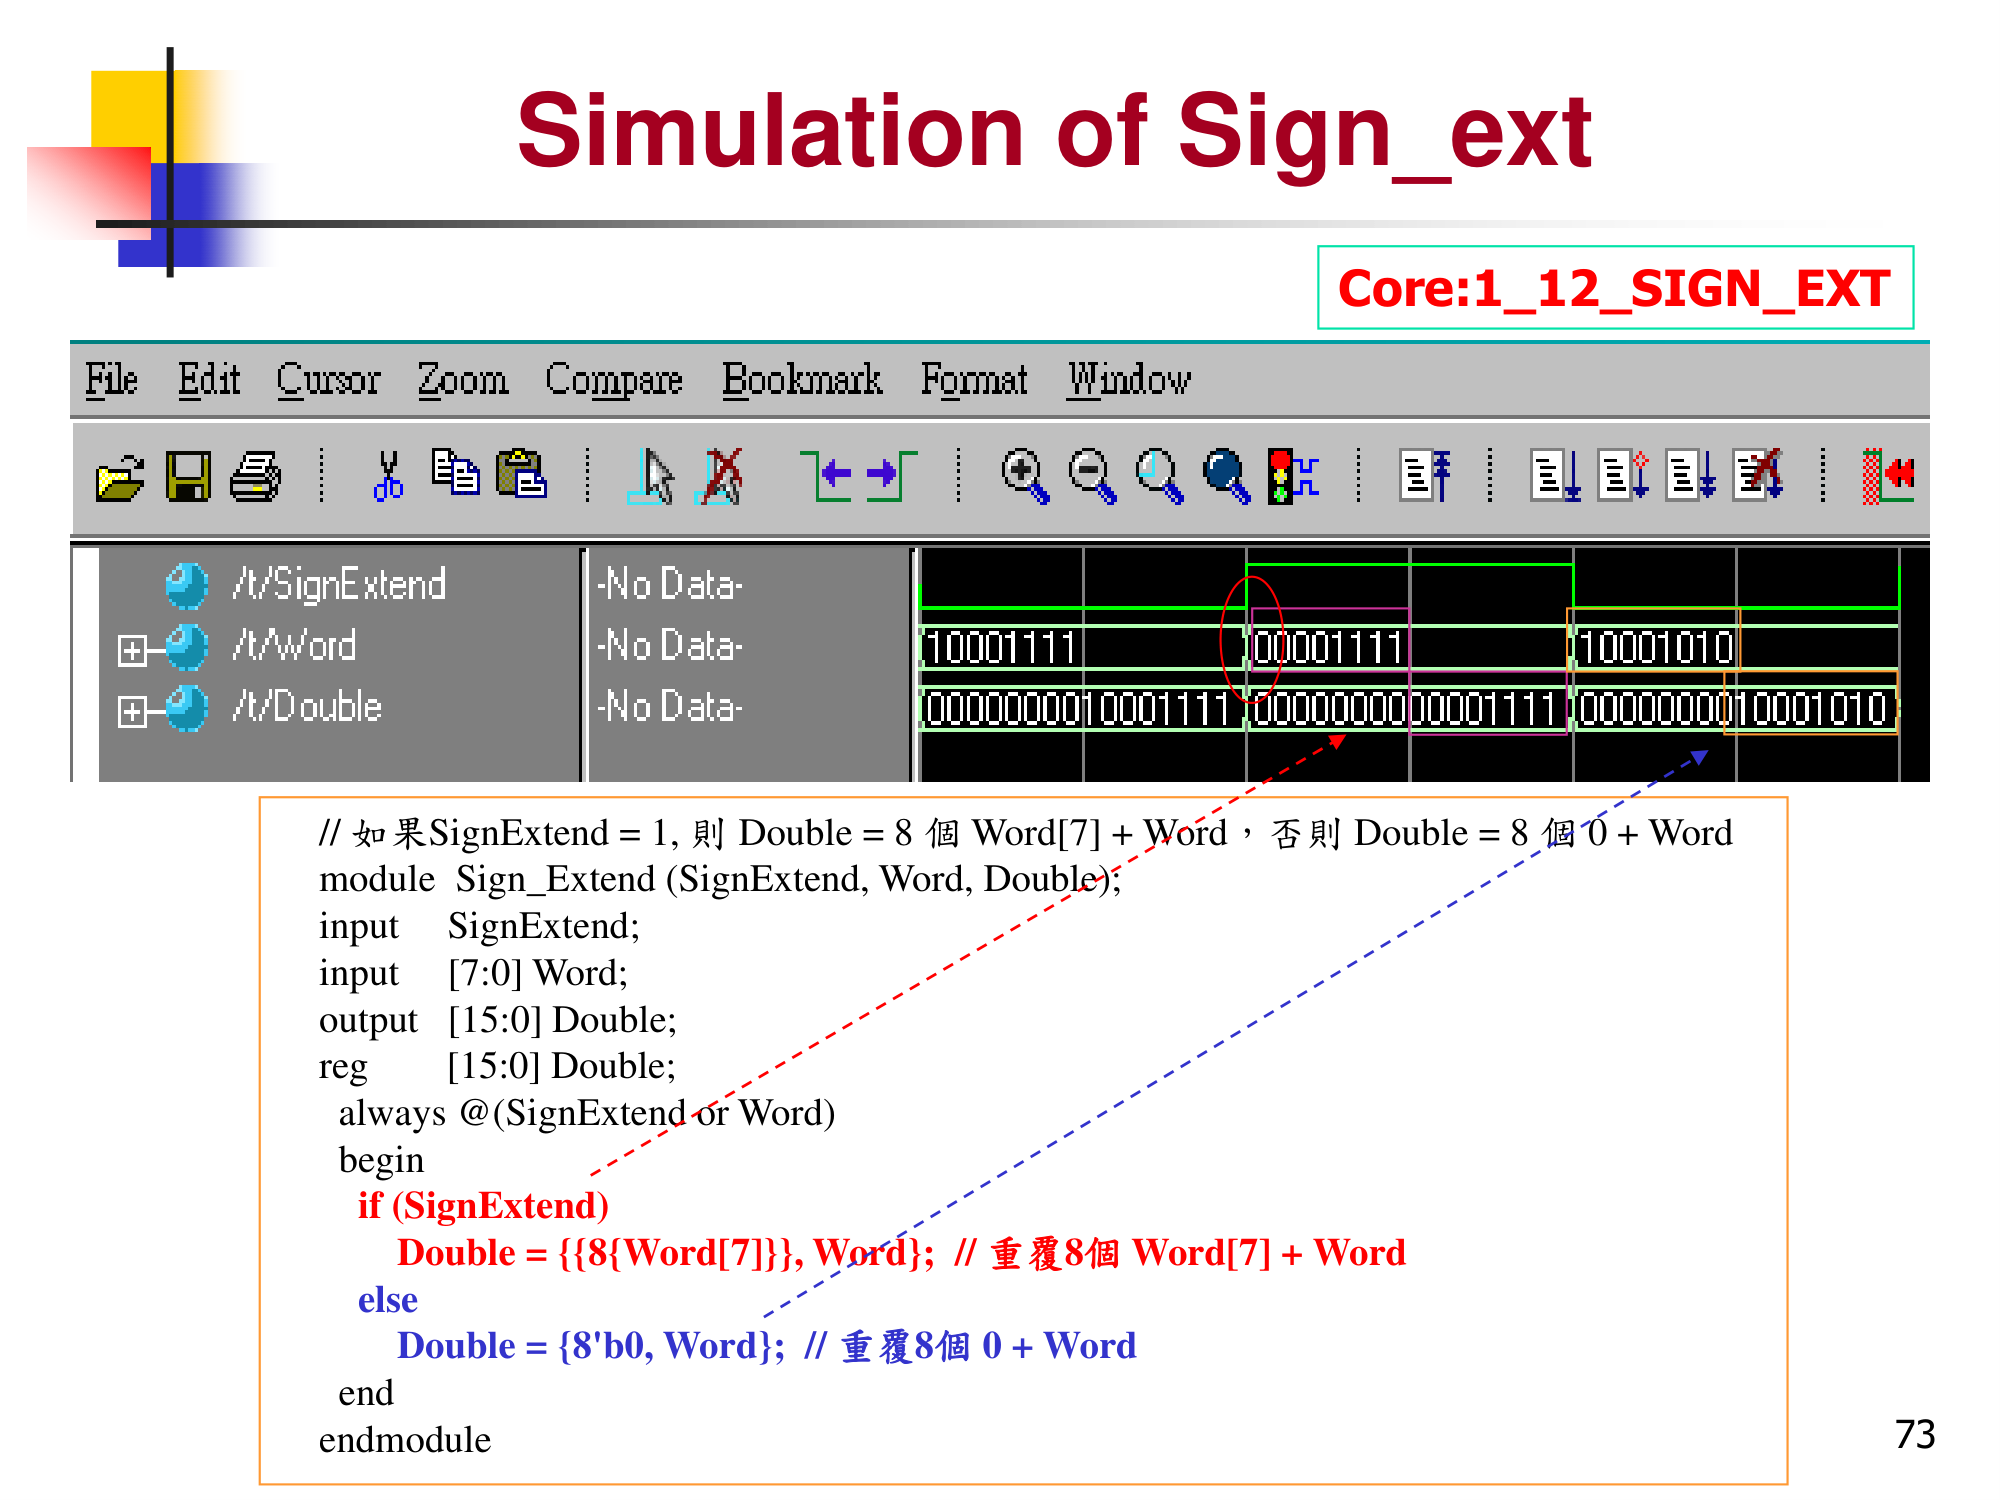 Simulation of Sign_ext
Core:1_12_SIGN_EXT
File Edit Cursor Zoom Compare Bookmark Format Window
/t/SignExtend -No Data-
/t/Word -No Data- 10001111 00001111 10001010
/t/Double -No Data- 0000000010001111 0000000000001111 0000000010001010
// 如果SignExtend = 1, 則 Double = 8 個 Word[7] + Word，否則 Double = 8 個 0 + Word
module Sign_Extend (SignExtend, Word, Double);
input SignExtend;
input [7:0] Word;
output [15:0] Double;
reg [15:0] Double;
always @(SignExtend or Word)
begin
if (SignExtend)
Double = {{8{Word[7]}}, Word}; // 重覆8個 Word[7] + Word
else
Double = {8'b0, Word}; // 重覆8個 0 + Word
end
endmodule
73